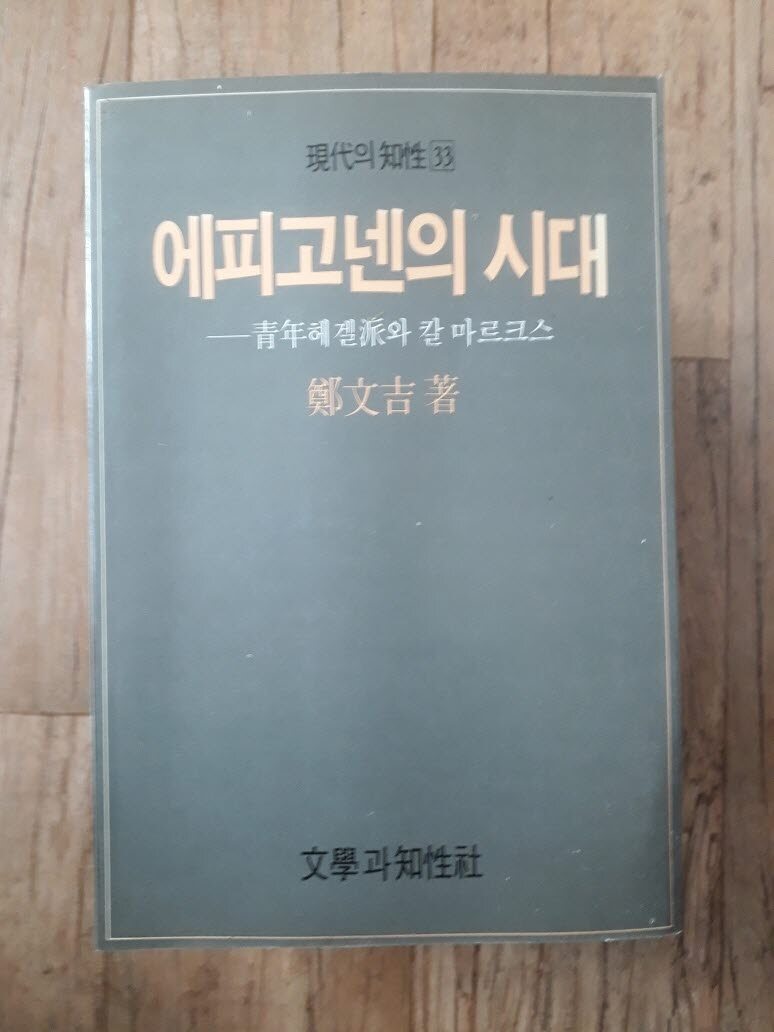 現代의 知性 33
에피고넨의 시대
──靑年헤겔派와 칼 마르크스
鄭文吉 著
文學과知性社